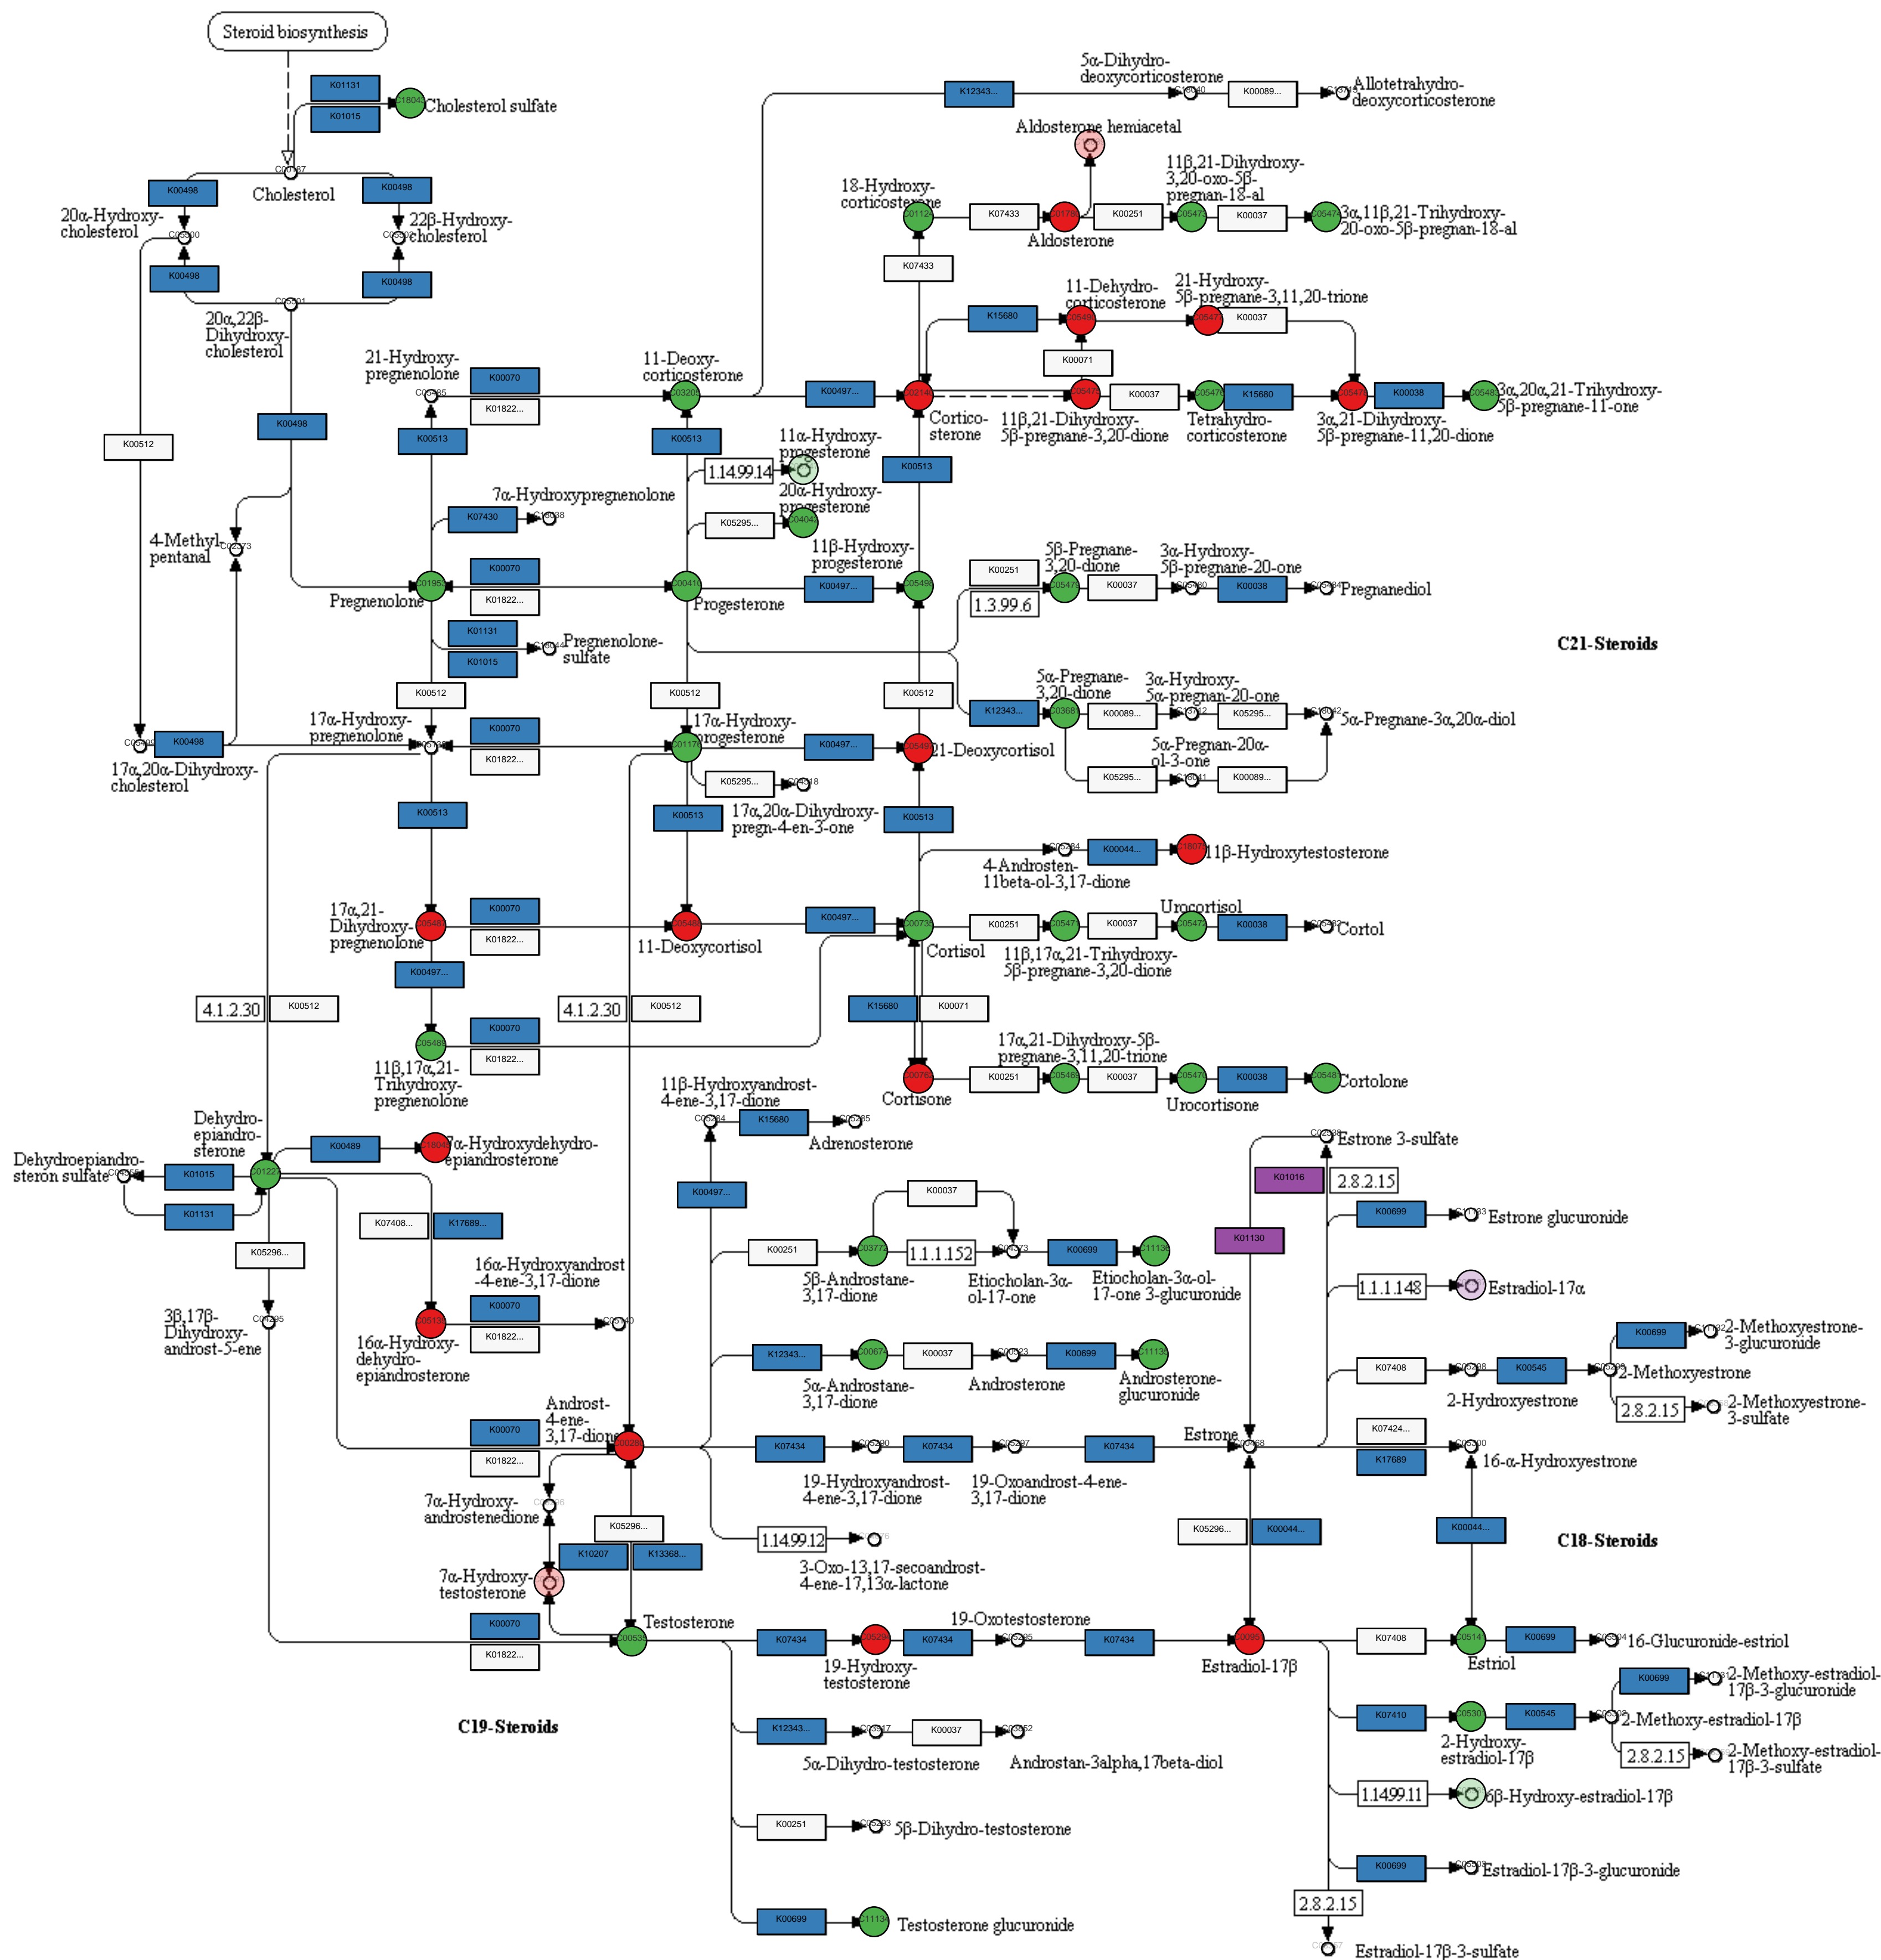 Steroid biosynthesis
K01131
K01015
Cholesterol sulfate
K00498
K00498
Cholesterol
20α-Hydroxy-
cholesterol
22β-Hydroxy-
cholesterol
K00498
K00498
20α,22β-
Dihydroxy-
cholesterol
K12343...
5α-Dihydro-
deoxycorticosterone
K00089...
Allotetrahydro-
deoxycorticosterone
Aldosterone hemiacetal
18-Hydroxy-
corticosterone
K07433
Aldosterone
K00251
11β,21-Dihydroxy-
3,20-oxo-5β-
pregnan-18-al
K00037
3α,11β,21-Trihydroxy-
20-oxo-5β-pregnan-18-al
K07433
K15680
11-Dehydro-
corticosterone
21-Hydroxy-
5β-pregnane-3,11,20-trione
K00037
K00071
21-Hydroxy-
pregnenolone
K00070
K01822...
11-Deoxy-
corticosterone
K00497...
Cortico-
sterone
11β,21-Dihydroxy-
5β-pregnane-3,20-dione
K00037
Tetrahydro-
corticosterone
K15680
3α,21-Dihydroxy-
5β-pregnane-11,20-dione
K00038
3α,20α,21-Trihydroxy-
5β-pregnane-11-one
K00512
K00498
K00513
K00513
K00513
1.14.99.14
11α-Hydroxy-
progesterone
K07430
7α-Hydroxypregnenolone
K05295...
20α-Hydroxy-
progesterone
4-Methyl-
pentanal
Pregnenolone
K00070
K01822...
Progesterone
K00497...
11β-Hydroxy-
progesterone
K00251
1.3.99.6
5β-Pregnane-
3,20-dione
K00037
3α-Hydroxy-
5β-pregnane-20-one
K00038
Pregnanediol
K01131
K01015
Pregnenolone-
sulfate
C21-Steroids
K00512
K00512
K00512
K12343...
5α-Pregnane-
3,20-dione
K00089...
3α-Hydroxy-
5α-pregnan-20-one
K05295...
5α-Pregnane-3α,20α-diol
K05295...
5α-Pregnan-20α-
ol-3-one
K00089...
17α,20α-Dihydroxy-
cholesterol
K00498
17α-Hydroxy-
pregnenolone
K00070
K01822...
17α-Hydroxy-
progesterone
K00497...
21-Deoxycortisol
K05295...
17α,20α-Dihydroxy-
pregn-4-en-3-one
K00513
K00513
K00513
4-Androsten-
11beta-ol-3,17-dione
K00044...
11β-Hydroxytestosterone
17α,21-
Dihydroxy-
pregnenolone
K00070
K01822...
11-Deoxycortisol
K00497...
Cortisol
K00251
11β,17α,21-Trihydroxy-
5β-pregnane-3,20-dione
K00037
Urocortisol
K00038
Cortol
K00497...
4.1.2.30
K00512
4.1.2.30
K00512
K15680
K00071
K00070
K01822...
11β,17α,21-
Trihydroxy-
pregnenolone
Cortisone
K00251
17α,21-Dihydroxy-5β-
pregnane-3,11,20-trione
K00037
Urocortisone
K00038
Cortolone
Dehydro-
epiandro-
sterone
K00489
7α-Hydroxydehydro-
epiandrosterone
Dehydroepiandro-
steron sulfate
K01015
K01131
C01227
K07408...
K17689...
K05296...
11β-Hydroxyandrost-
4-ene-3,17-dione
K15680
Adrenosterone
K00497...
K00037
K00251
5β-Androstane-
3,17-dione
1.1.1.152
Etiocholan-3α-
ol-17-one
K00699
Etiocholan-3α-ol-
17-one 3-glucuronide
Estrone 3-sulfate
K01016
2.8.2.15
K01130
K00699
Estrone glucuronide
1.1.1.148
Estradiol-17α
3β,17β-
Dihydroxy-
androst-5-ene
16α-Hydroxyandrost
-4-ene-3,17-dione
K00070
K01822...
16α-Hydroxy-
dehydro-
epiandrosterone
K12343...
5α-Androstane-
3,17-dione
K00037
Androsterone
K00699
Androsterone-
glucuronide
K07408
2-Hydroxyestrone
K00545
2-Methoxyestrone
K00699
2-Methoxyestrone-
3-glucuronide
2.8.2.15
2-Methoxyestrone-
3-sulfate
K00070
K01822...
Androst-
4-ene-
3,17-dione
K07434
19-Hydroxyandrost-
4-ene-3,17-dione
K07434
19-Oxoandrost-4-ene-
3,17-dione
K07434
Estrone
K07424...
K17689
16-α-Hydroxyestrone
7α-Hydroxy-
androstenedione
K05296...
K10207
K13368...
7α-Hydroxy-
testosterone
1.14.99.12
3-Oxo-13,17-secoandrost-
4-ene-17,13α-lactone
K05296...
K00044...
K00044...
C18-Steroids
K00070
K01822...
Testosterone
K07434
19-Hydroxy-
testosterone
K07434
19-Oxotestosterone
K07434
Estradiol-17β
K07408
Estriol
K00699
16-Glucuronide-estriol
C19-Steroids
K12343...
5α-Dihydro-testosterone
K00037
Androstan-3alpha,17beta-diol
K07410
2-Hydroxy-
estradiol-17β
K00545
2-Methoxy-estradiol-17β
K00699
2-Methoxy-estradiol-
17β-3-glucuronide
2.8.2.15
2-Methoxy-estradiol-
17β-3-sulfate
1.14.99.11
6β-Hydroxy-estradiol-17β
K00251
5β-Dihydro-testosterone
K00699
Estradiol-17β-3-glucuronide
2.8.2.15
Estradiol-17β-3-sulfate
K00699
Testosterone glucuronide